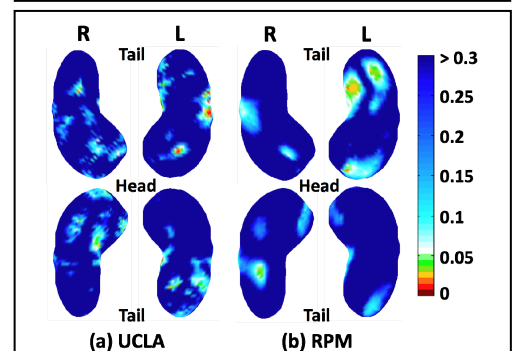 R L R L
Tail Tail
> 0.3
0.25
0.2
0.15
Head Head
0.1
0.05
0
Tail Tail
(a) UCLA (b) RPM